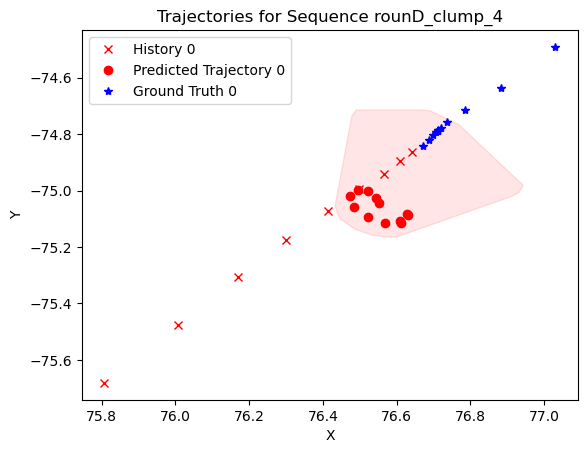 Trajectories for Sequence rounD_clump_4
History 0
Predicted Trajectory 0
Ground Truth 0
Y
−74.6
−74.8
−75.0
−75.2
−75.4
−75.6
75.8 76.0 76.2 76.4 76.6 76.8 77.0
X